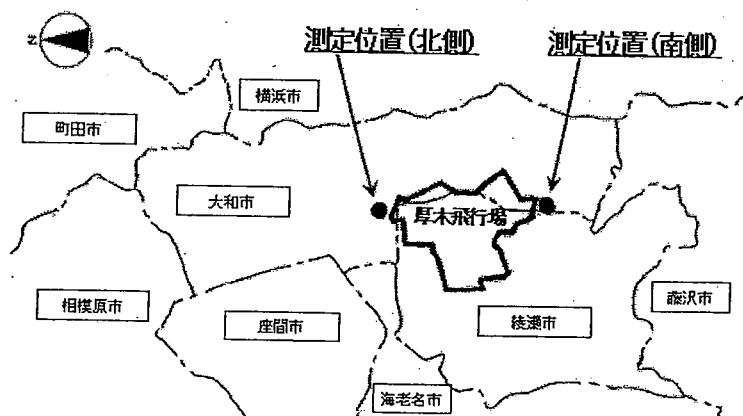 N
測定位置(北側)
測定位置(南側)
横浜市
町田市
大和市
厚木飛行場
相模原市
座間市
綾瀬市
藤沢市
海老名市